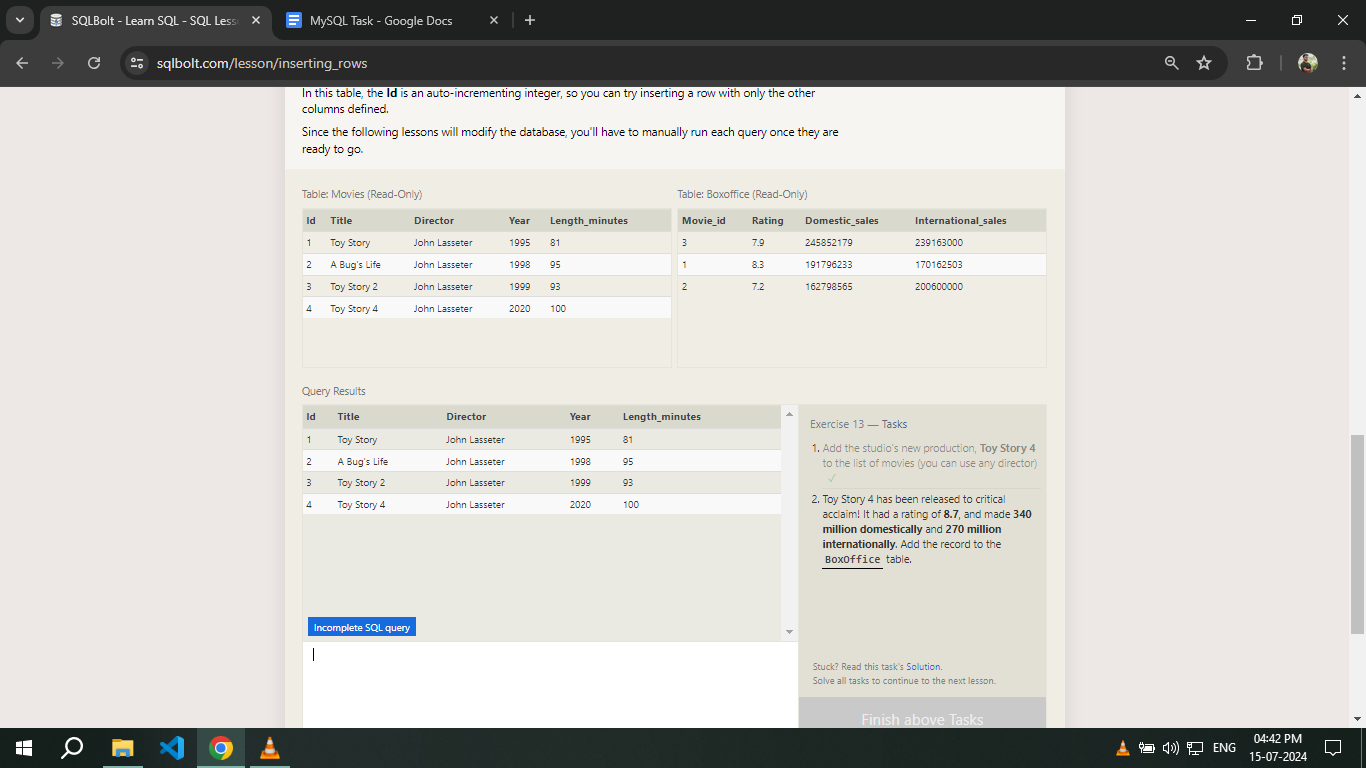 SQLBolt - Learn SQL - SQL Less
MySQL Task - Google Docs
sqlbolt.com/lesson/inserting_rows
In this table, the Id is an auto-incrementing integer, so you can try inserting a row with only the other
columns defined.
Since the following lessons will modify the database, you'll have to manually run each query once they are
ready to go.
Table: Movies (Read-Only)
Id Title Director Year Length_minutes
1 Toy Story John Lasseter 1995 81
2 A Bug's Life John Lasseter 1998 95
3 Toy Story 2 John Lasseter 1999 93
4 Toy Story 4 John Lasseter 2020 100
Table: Boxoffice (Read-Only)
Movie_id Rating Domestic_sales International_sales
3 7.9 245852179 239163000
1 8.3 191796233 170162503
2 7.2 162798565 200600000
Query Results
Id Title Director Year Length_minutes
1 Toy Story John Lasseter 1995 81
2 A Bug's Life John Lasseter 1998 95
3 Toy Story 2 John Lasseter 1999 93
4 Toy Story 4 John Lasseter 2020 100
Incomplete SQL query
Exercise 13 — Tasks
1. Add the studio's new production, Toy Story 4
to the list of movies (you can use any director)
✓
2. Toy Story 4 has been released to critical
acclaim! It had a rating of 8.7, and made 340
million domestically and 270 million
internationally. Add the record to the
BoxOffice table.
Stuck? Read this task's Solution.
Solve all tasks to continue to the next lesson.
Finish above Tasks
ENG
04:42 PM
15-07-2024